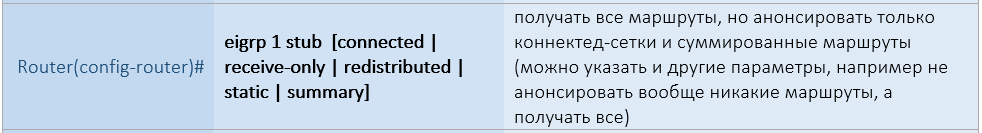 Router(config-router)#
eigrp 1 stub [connected |
receive-only | redistributed |
static | summary]
получать все маршруты, но анонсировать только
коннектед-сетки и суммированные маршруты
(можно указать и другие параметры, например не
анонсировать вообще никакие маршруты, а
получать все)